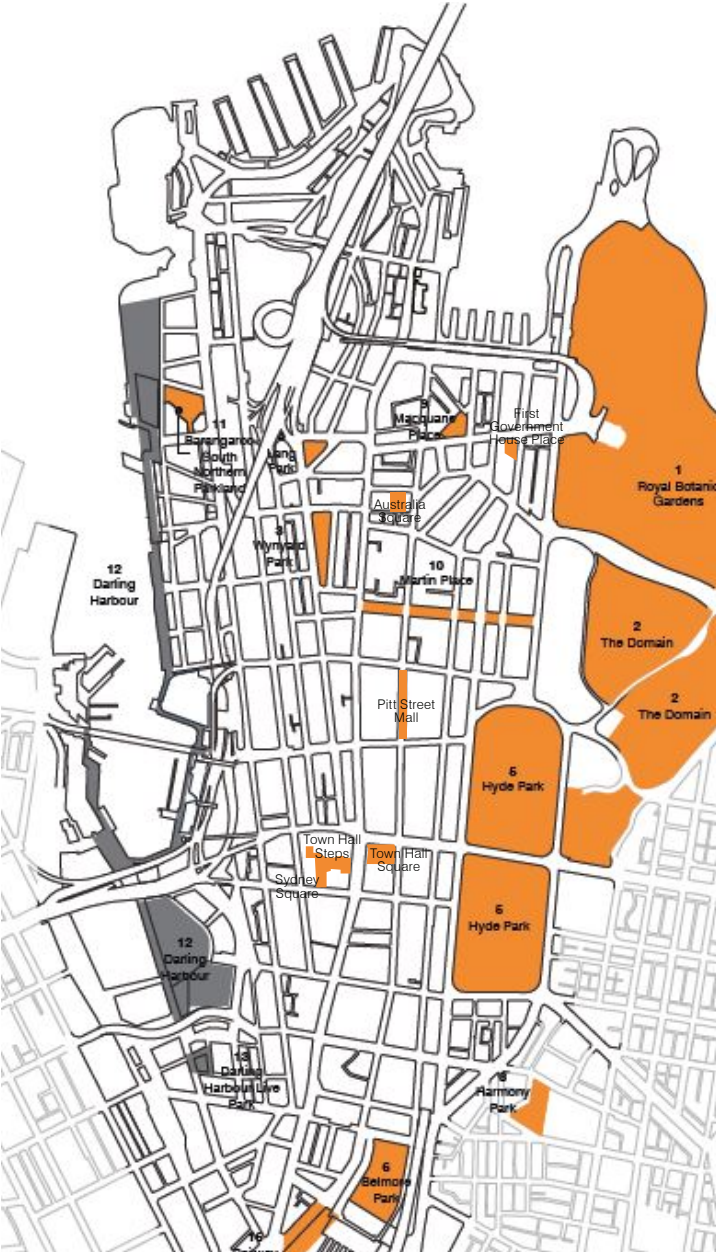 9
Macquarie
Place
First
Government
House Place
11
Barangaroo
South
Northern
Parkland
Lang
Park
1
Royal Botanic
Gardens
Australia
Square
3
Wynyard
Park
10
Martin Place
12
Darling
Harbour
2
The Domain
2
The Domain
Pitt Street
Mall
5
Hyde Park
Town Hall
Steps
Town Hall
Square
Sydney
Square
5
Hyde Park
12
Darling
Harbour
13
Darling
Harbour Live
Park
Harmony
Park
6
Belmore
Park